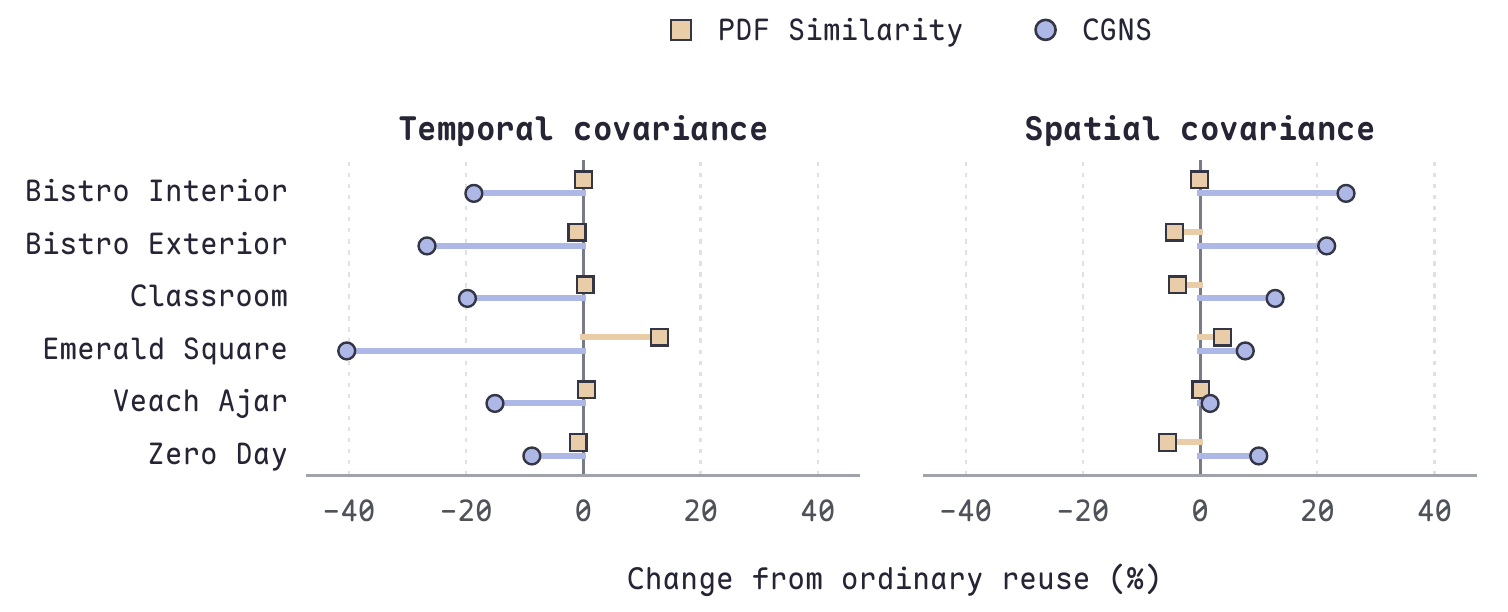 PDF Similarity CGNS
Temporal covariance Spatial covariance
Bistro Interior
Bistro Exterior
Classroom
Emerald Square
Veach Ajar
Zero Day
−40 −20 0 20 40 −40 −20 0 20 40
Change from ordinary reuse (%)